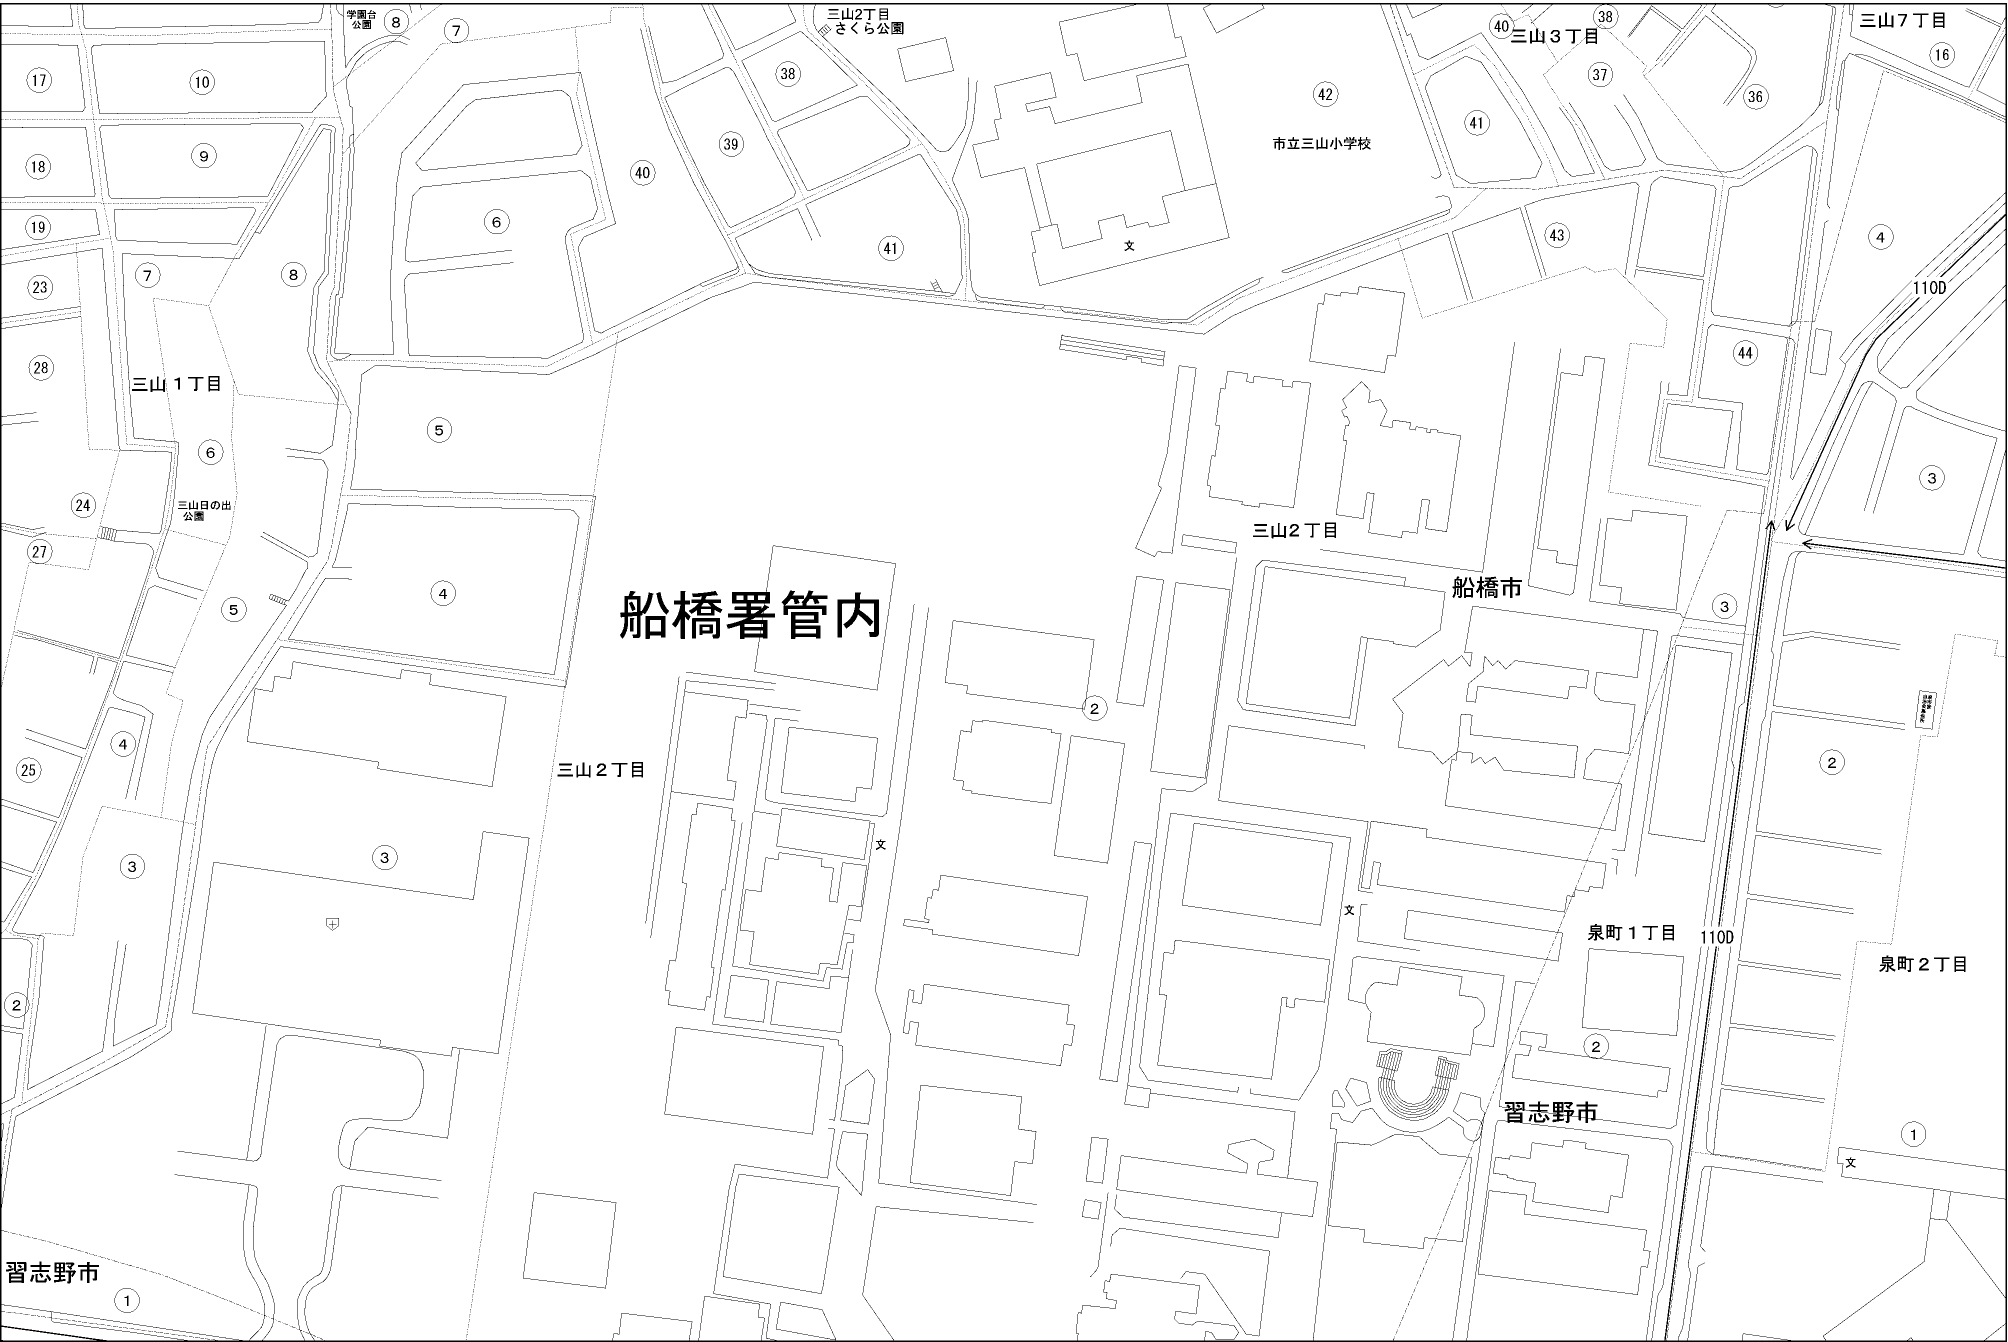 学園台
公園
8
7
三山2丁目
さくら公園
40
38
三山３丁目
三山７丁目
16
17
10
38
37
42
36
41
市立三山小学校
39
18
9
40
19
6
43
4
41
文
7
8
23
110D
44
28
三山１丁目
5
6
3
24
三山日の出
公園
三山２丁目
27
船橋市
4
5
船橋署管内
3
2
4
25
三山２丁目
2
文
3
3
文
泉町１丁目
110D
泉町２丁目
2
2
習志野市
1
文
習志野市
1